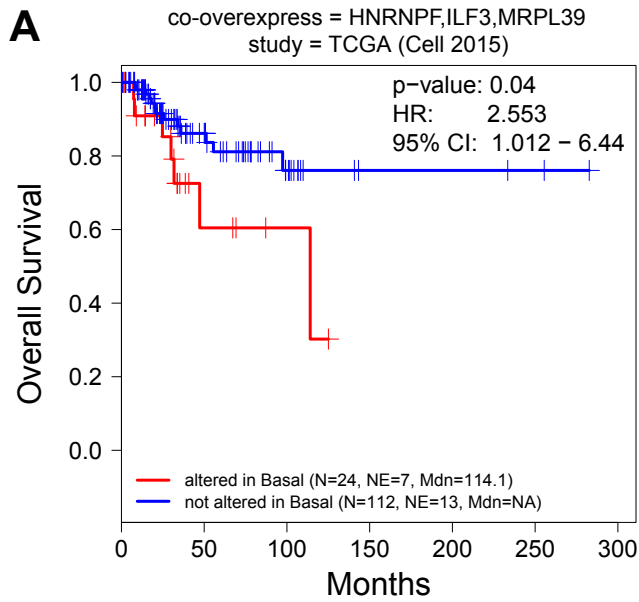 A
co-overexpress = HNRNPF,ILF3,MRPL39
study = TCGA (Cell 2015)
p−value: 0.04
HR: 2.553
95% CI: 1.012 − 6.44
Overall Survival
1.0
0.8
0.6
0.4
0.2
0.0
altered in Basal (N=24, NE=7, Mdn=114.1)
not altered in Basal (N=112, NE=13, Mdn=NA)
0 50 100 150 200 250 300
Months